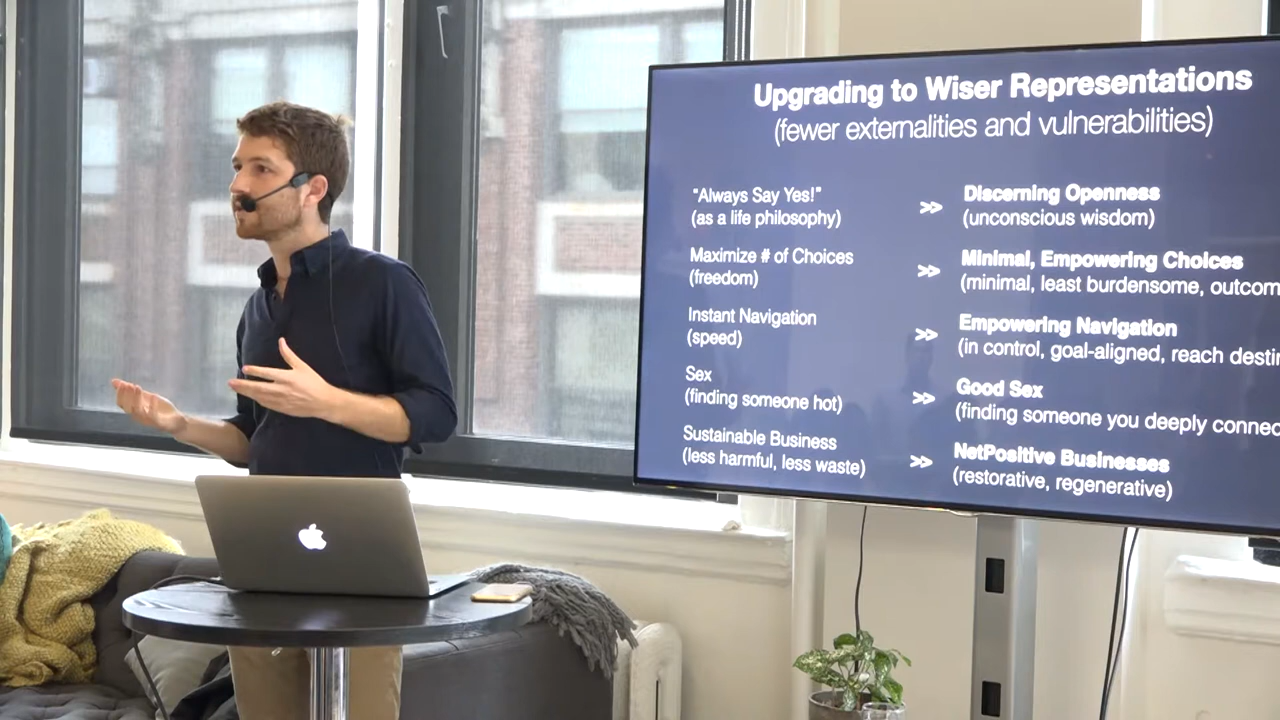 Upgrading to Wiser Representations
(fewer externalities and vulnerabilities)
"Always Say Yes!"
(as a life philosophy)
>> Discerning Openness
(unconscious wisdom)
Maximize # of Choices
(freedom)
>> Minimal, Empowering Choices
(minimal, least burdensome,
Instant Navigation
(speed)
>> Empowering Navigation
(in control, goal-aligned, reach
Sex
(finding someone hot)
>> Good Sex
(finding someone you deeply
Sustainable Business
(less harmful, less waste)
>> NetPositive Businesses
(restorative, regenerative)